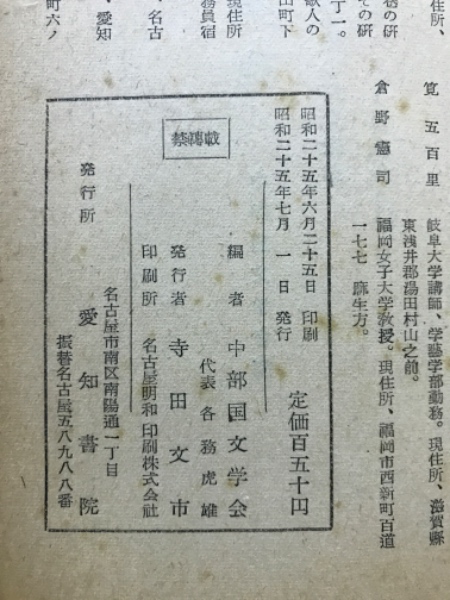 筧五百里
岐阜大学講師、学藝学部勤務。現住所、滋賀縣
東浅井郡湯田村山之前。
倉野憲司
福岡女子大学教授。現住所、福岡市西新町百道
一七七 麻生方。
定価百五十円
昭和二十五年六月二十五日 印刷
昭和二十五年七月 一日 発行
編者 中部国文学会
代表 各務虎雄
発行者 寺田文市
印刷所 名古屋明和印刷株式会社
禁轉載
名古屋市南区南陽通一丁目
発行所 愛知書院
振替名古屋五八九八八番